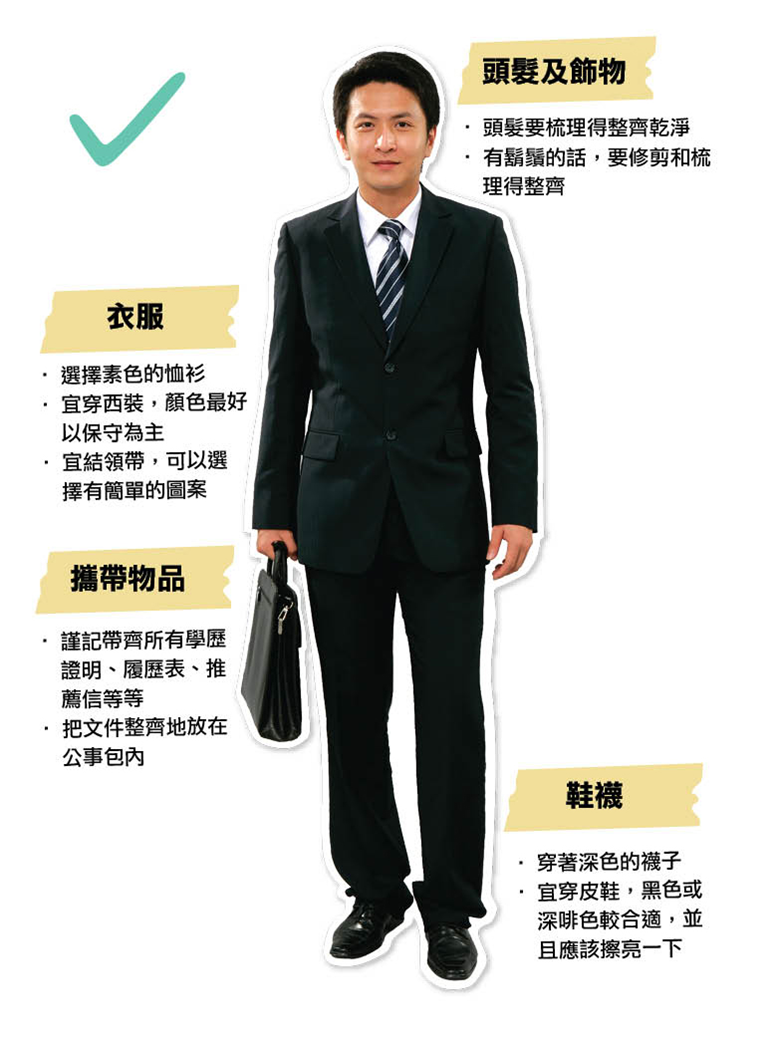 頭髮及飾物
· 頭髮要梳理得整齊乾淨
· 有鬍鬚的話，要修剪和梳
理得整齊
衣服
· 選擇素色的恤衫
· 宜穿西裝，顏色最好
以保守為主
· 宜結領帶，可以選
擇有簡單的圖案
攜帶物品
· 謹記帶齊所有學歷
證明、履歷表、推
薦信等等
· 把文件整齊地放在
公事包內
鞋襪
· 穿著深色的襪子
· 宜穿皮鞋，黑色或
深啡色較合適，並
且應該擦亮一下